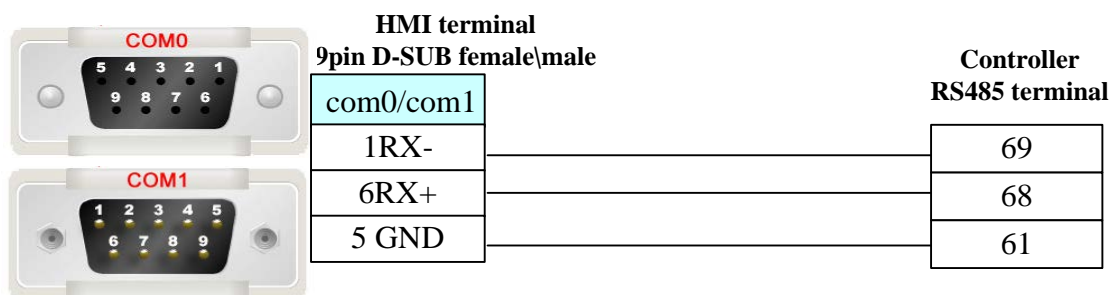 HMI terminal
9pin D-SUB female\male
COM0
5 4 3 2 1
9 8 7 6
COM1
1 2 3 4 5
6 7 8 9
com0/com1
1RX-
6RX+
5 GND
Controller
RS485 terminal
69
68
61